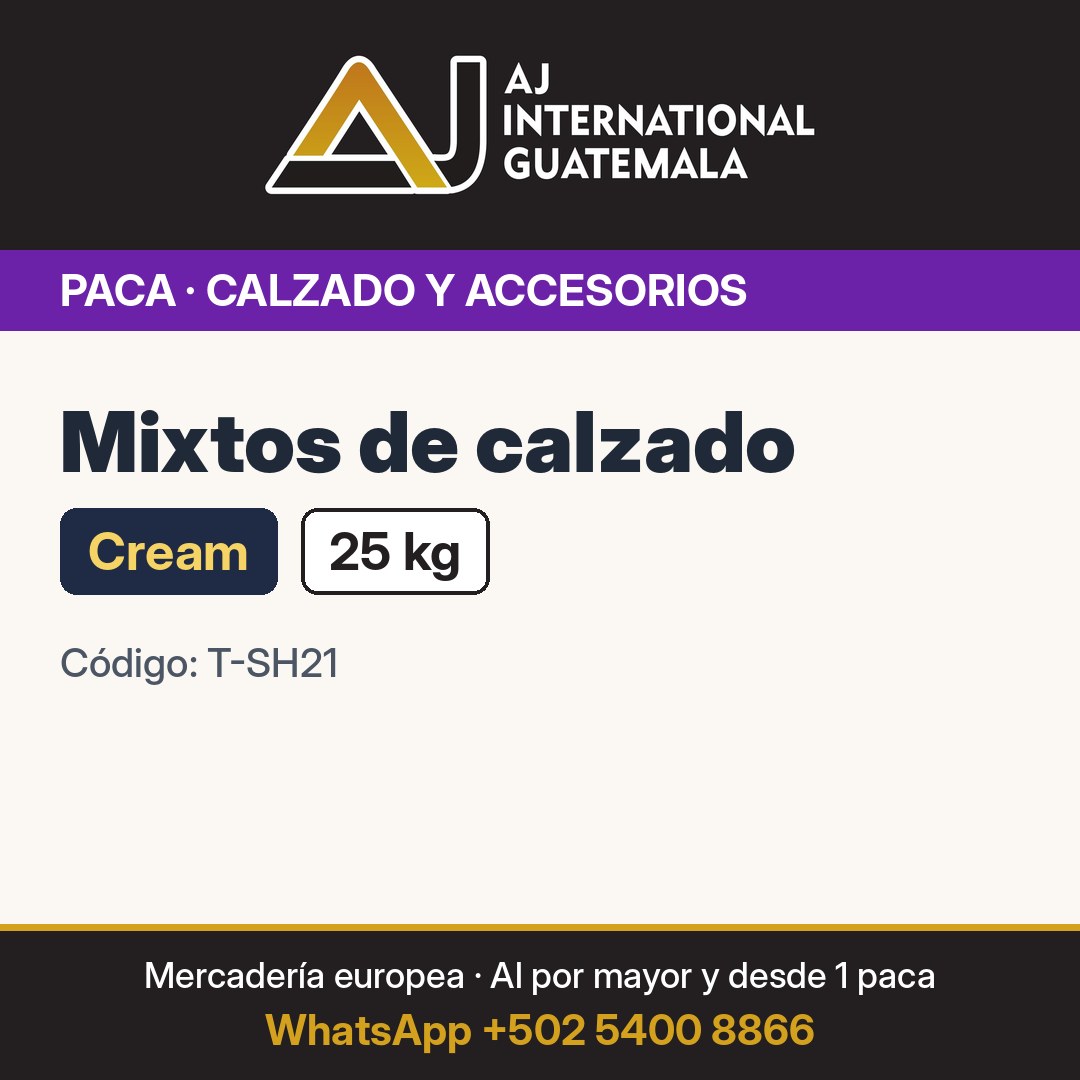 AJ
INTERNATIONAL
GUATEMALA
PACA · CALZADO Y ACCESORIOS
Mixtos de calzado
Cream
25 kg
Código: T-SH21
Mercadería europea · Al por mayor y desde 1 paca
WhatsApp +502 5400 8866